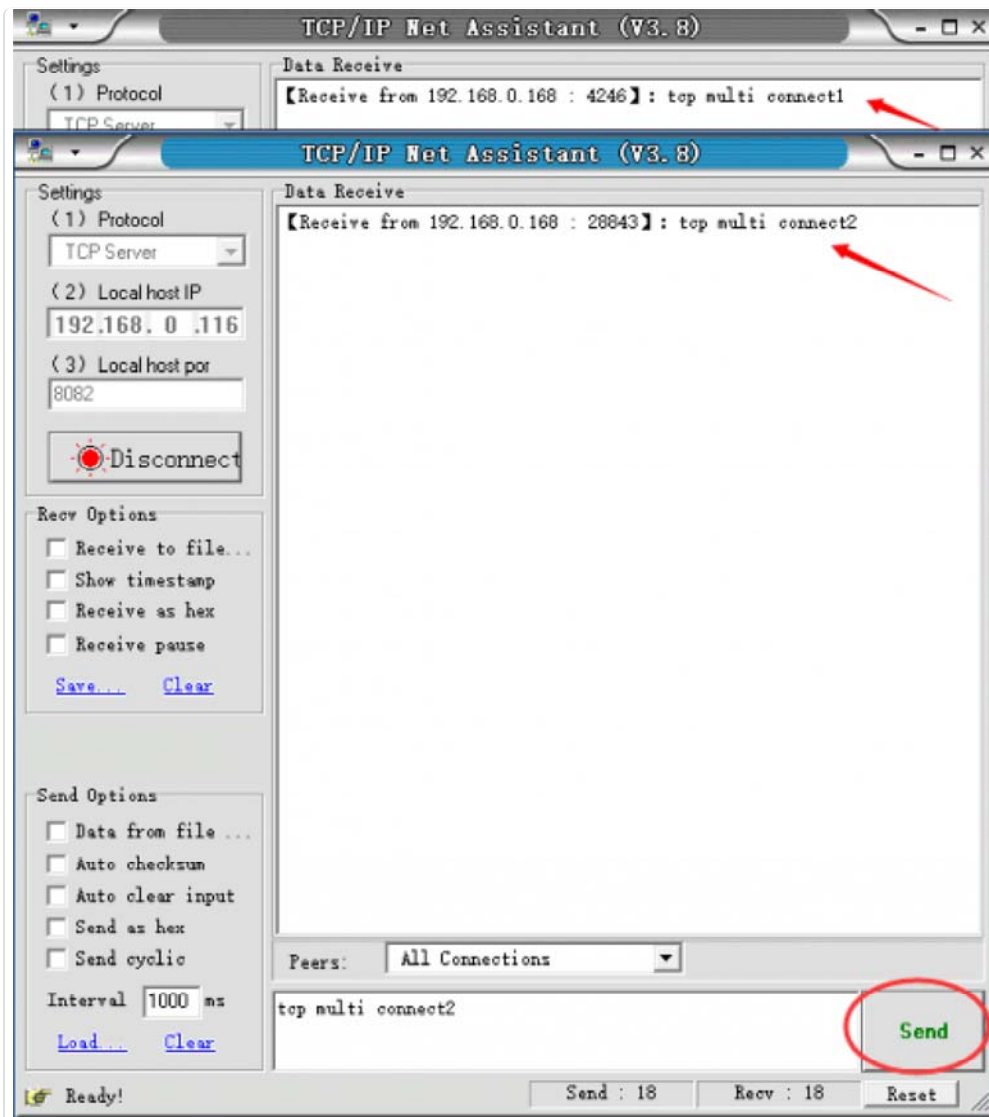 TCP/IP Net Assistant (V3.8)
Settings
Data Receive
(1) Protocol
【Receive from 192.168.0.168 : 4246】: tcp multi connect1
TCP Server
TCP/IP Net Assistant (V3.8)
Settings
Data Receive
(1) Protocol
【Receive from 192.168.0.168 : 28843】: tcp multi connect2
TCP Server
(2) Local host IP
192.168. 0 .116
(3) Local host por
8082
Disconnect
Recv Options
Receive to file...
Show timestamp
Receive as hex
Receive pause
Save... Clear
Send Options
Data from file ...
Auto checksum
Auto clear input
Send as hex
Send cyclic
Peers: All Connections
Interval 1000 ms
tcp multi connect2
Send
Load... Clear
Ready!
Send : 18
Recv : 18
Reset